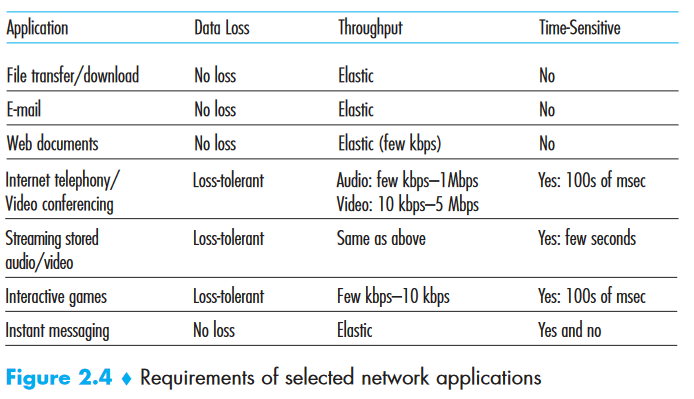 Application Data Loss Throughput Time-Sensitive
File transfer/download No loss Elastic No
E-mail No loss Elastic No
Web documents No loss Elastic (few kbps) No
Internet telephony/ Loss-tolerant Audio: few kbps–1Mbps Yes: 100s of msec
Video conferencing Video: 10 kbps–5 Mbps
Streaming stored Loss-tolerant Same as above Yes: few seconds
audio/video
Interactive games Loss-tolerant Few kbps–10 kbps Yes: 100s of msec
Instant messaging No loss Elastic Yes and no
Figure 2.4 ♦ Requirements of selected network applications